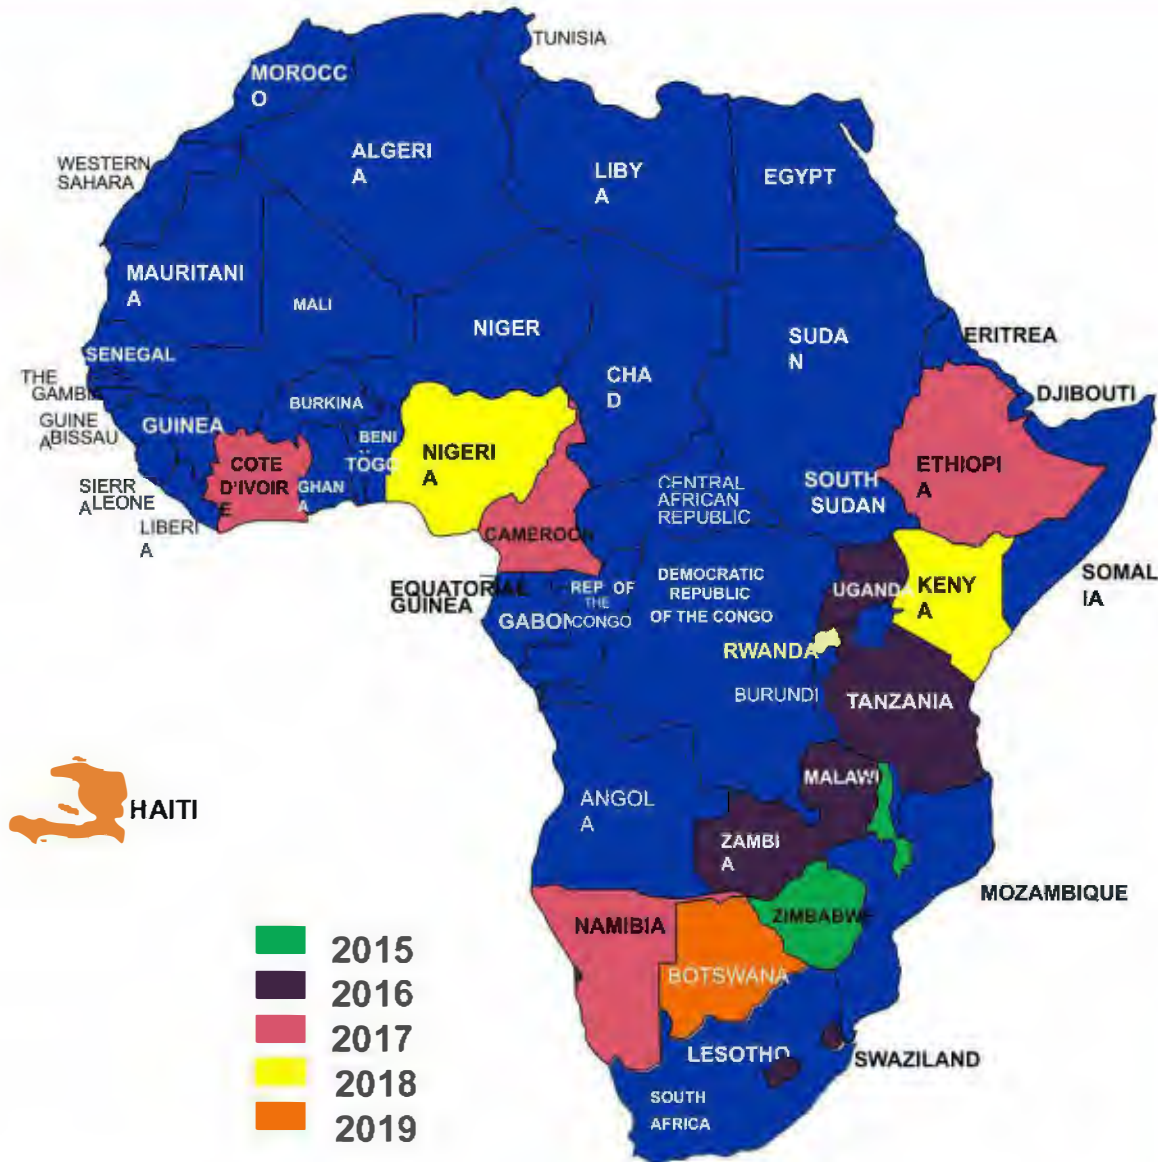 TUNISIA
MOROCC
O
ALGERI
A
LIBY
A
EGYPT
WESTERN
SAHARA
MAURITANI
A
MALI
NIGER
CHA
D
SUDA
N
ERITREA
SENEGAL
THE
GAMBI
GUINE
ABISSAU
GUINEA
BURKINA
BENI
TOGO
NIGERI
A
DJIBOUTI
ETHIOPI
A
SIERR
ALEONE
LIBERI
A
COTE
D'IVOIR
E
GHAN
A
CAMEROON
CENTRAL
AFRICAN
REPUBLIC
SOUTH
SUDAN
EQUATORIAL
GUINEA
GABON
REP OF
THE
CONGO
DEMOCRATIC
REPUBLIC
OF THE CONGO
UGANDA
KENY
A
SOMAL
IA
RWANDA
BURUNDI
TANZANIA
HAITI
ANGOL
A
MALAWI
ZAMBI
A
MOZAMBIQUE
NAMIBIA
ZIMBABWE
BOTSWANA
LESOTHO
SWAZILAND
SOUTH
AFRICA
2015
2016
2017
2018
2019